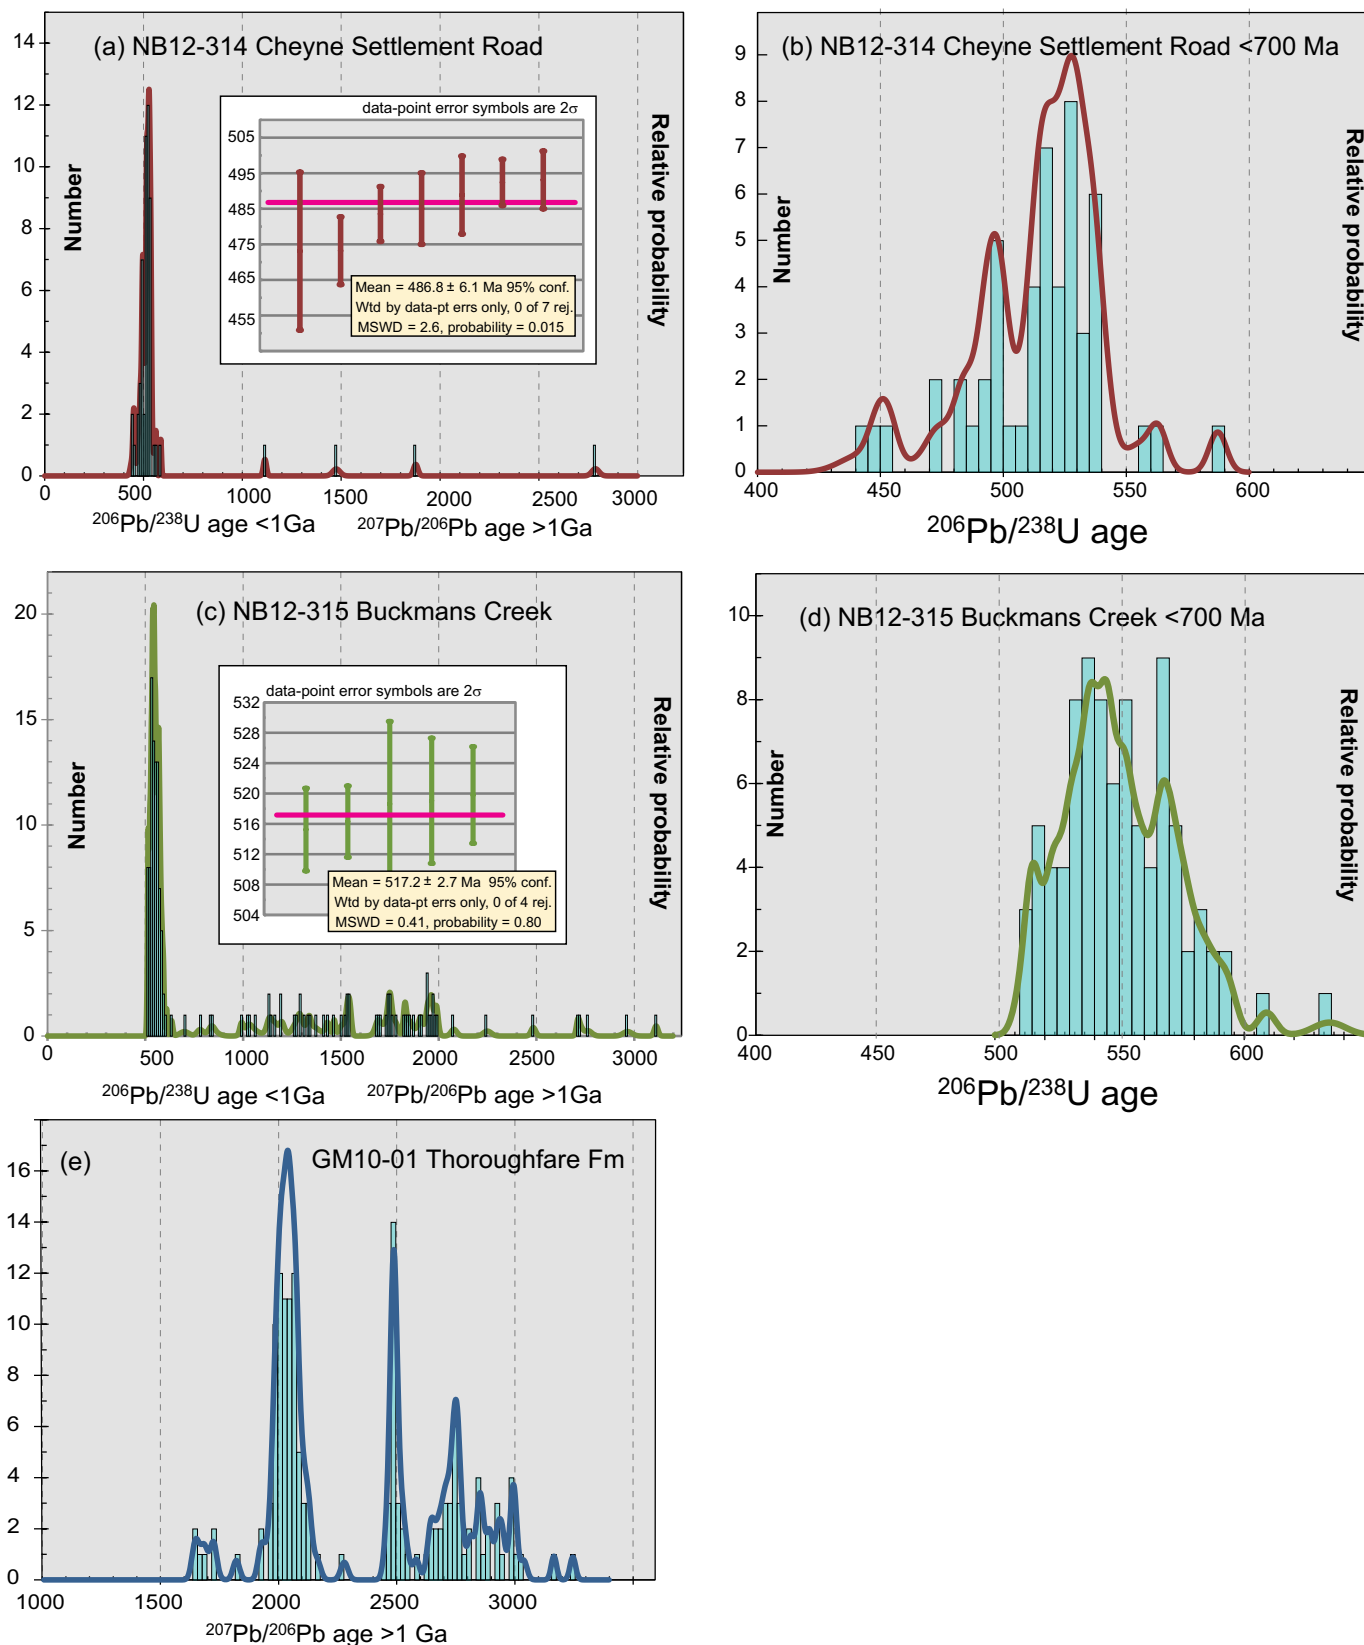 (a) NB12-314 Cheyne Settlement Road
Number
Relative probability
14
12
10
8
6
4
2
0
0
500
1000
1500
2000
2500
3000
206Pb/238U age <1Ga
207Pb/206Pb age >1Ga
data-point error symbols are 2σ
505
495
485
475
465
455
Mean = 486.8 ± 6.1 Ma 95% conf.
Wtd by data-pt errs only, 0 of 7 rej.
MSWD = 2.6, probability = 0.015
(b) NB12-314 Cheyne Settlement Road <700 Ma
Number
Relative probability
9
8
7
6
5
4
3
2
1
0
400
450
500
550
600
206Pb/238U age
(c) NB12-315 Buckmans Creek
Number
Relative probability
20
15
10
5
0
0
500
1000
1500
2000
2500
3000
206Pb/238U age <1Ga
207Pb/206Pb age >1Ga
data-point error symbols are 2σ
532
528
524
520
516
512
508
504
Mean = 517.2 ± 2.7 Ma 95% conf.
Wtd by data-pt errs only, 0 of 4 rej.
MSWD = 0.41, probability = 0.80
(d) NB12-315 Buckmans Creek <700 Ma
Number
Relative probability
10
8
6
4
2
0
400
450
500
550
600
206Pb/238U age
(e)
GM10-01 Thoroughfare Fm
16
14
12
10
8
6
4
2
0
1000
1500
2000
2500
3000
207Pb/206Pb age >1 Ga